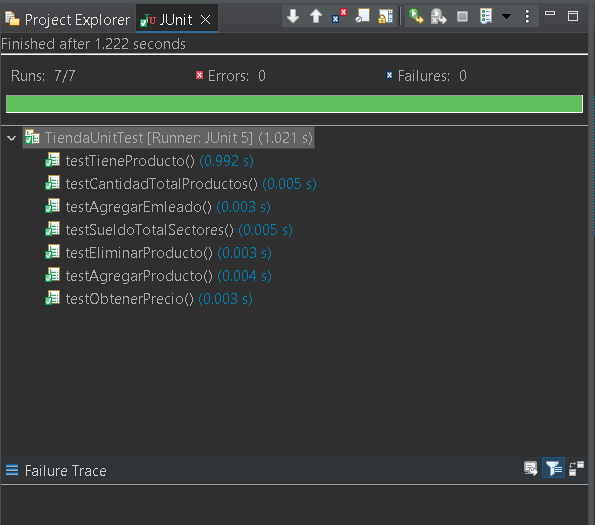 Project Explorer JUnit
Finished after 1.222 seconds
Runs: 7/7 Errors: 0 Failures: 0
TiendaUnitTest [Runner: JUnit 5] (1.021 s)
testTieneProducto() (0.992 s)
testCantidadTotalProductos() (0.005 s)
testAgregarEmleado() (0.003 s)
testSueldoTotalSectores() (0.005 s)
testEliminarProducto() (0.003 s)
testAgregarProducto() (0.004 s)
testObtenerPrecio() (0.003 s)
Failure Trace